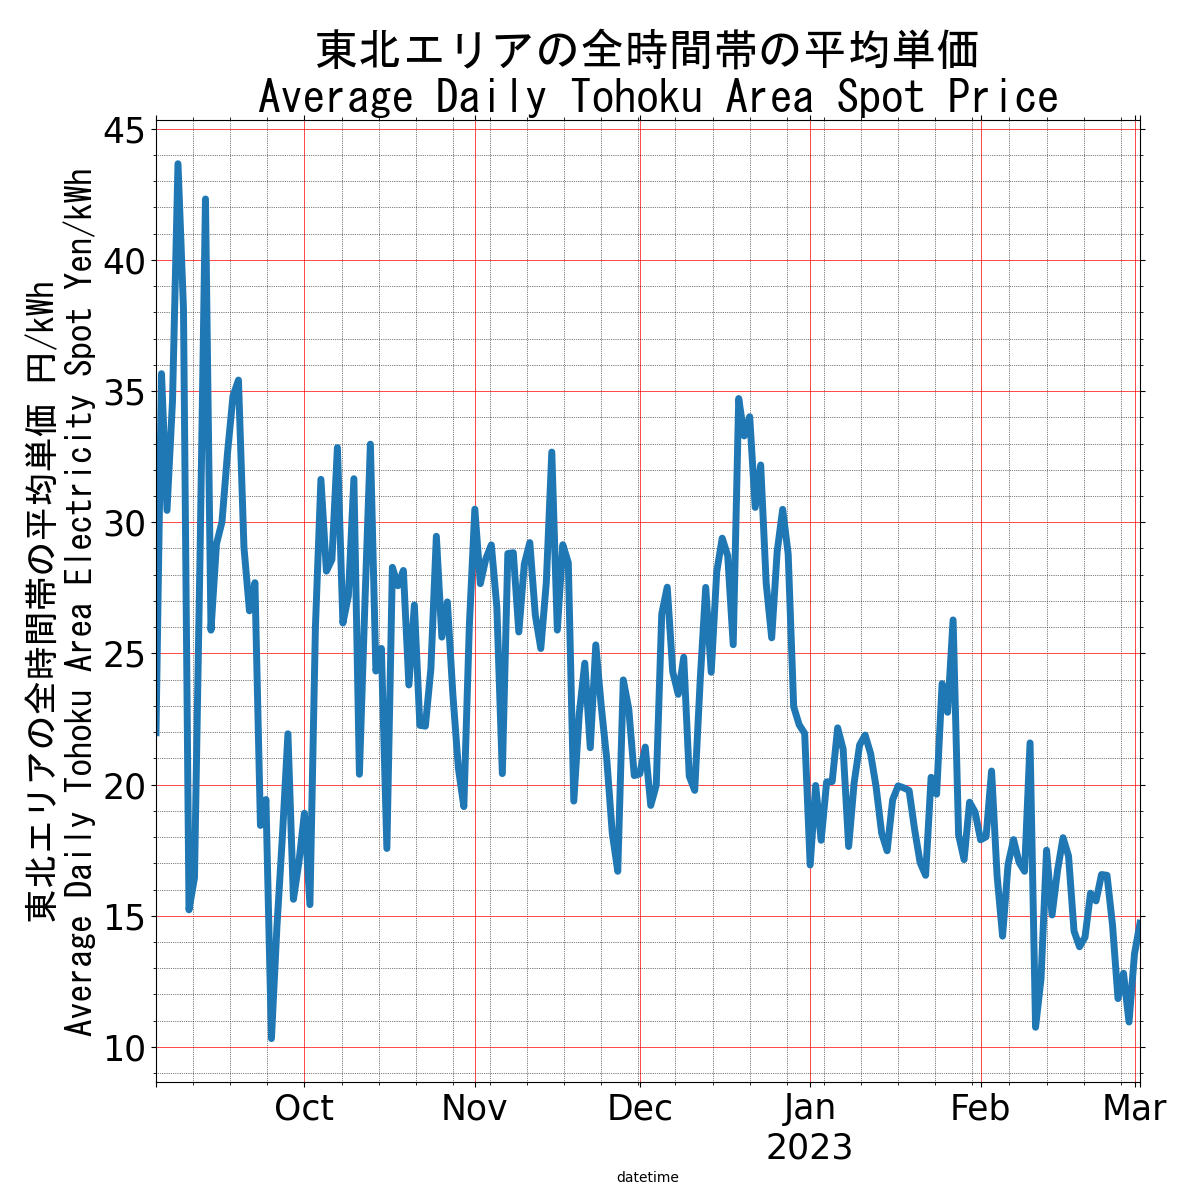 東北エリアの全時間帯の平均単価
Average Daily Tohoku Area Spot Price
東北エリアの全時間帯の平均単価 円/kWh
Average Daily Tohoku Area Electricity Spot Yen/kWh
45
40
35
30
25
20
15
10
Oct
Nov
Dec
Jan
2023
Feb
Mar
datetime